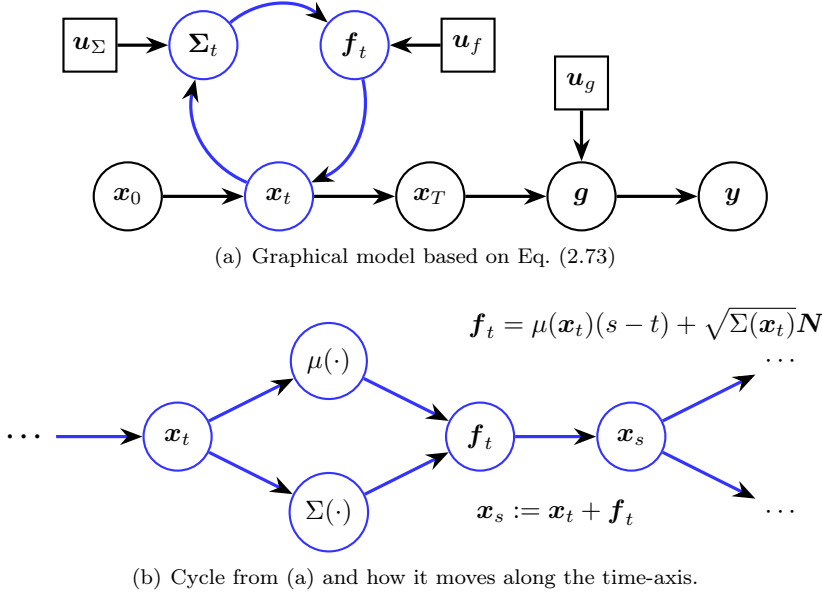 𝒖_Σ
𝚺_t
𝒇_t
𝒖_f
𝒖_g
𝒙_0
𝒙_t
𝒙_T
𝒈
𝒚
(a) Graphical model based on Eq. (2.73)
𝒇_t = μ(𝒙_t)(s − t) + √Σ(𝒙_t)𝑵
μ(·)
···
···
𝒙_t
𝒇_t
𝒙_s
Σ(·)
𝒙_s := 𝒙_t + 𝒇_t
···
(b) Cycle from (a) and how it moves along the time-axis.